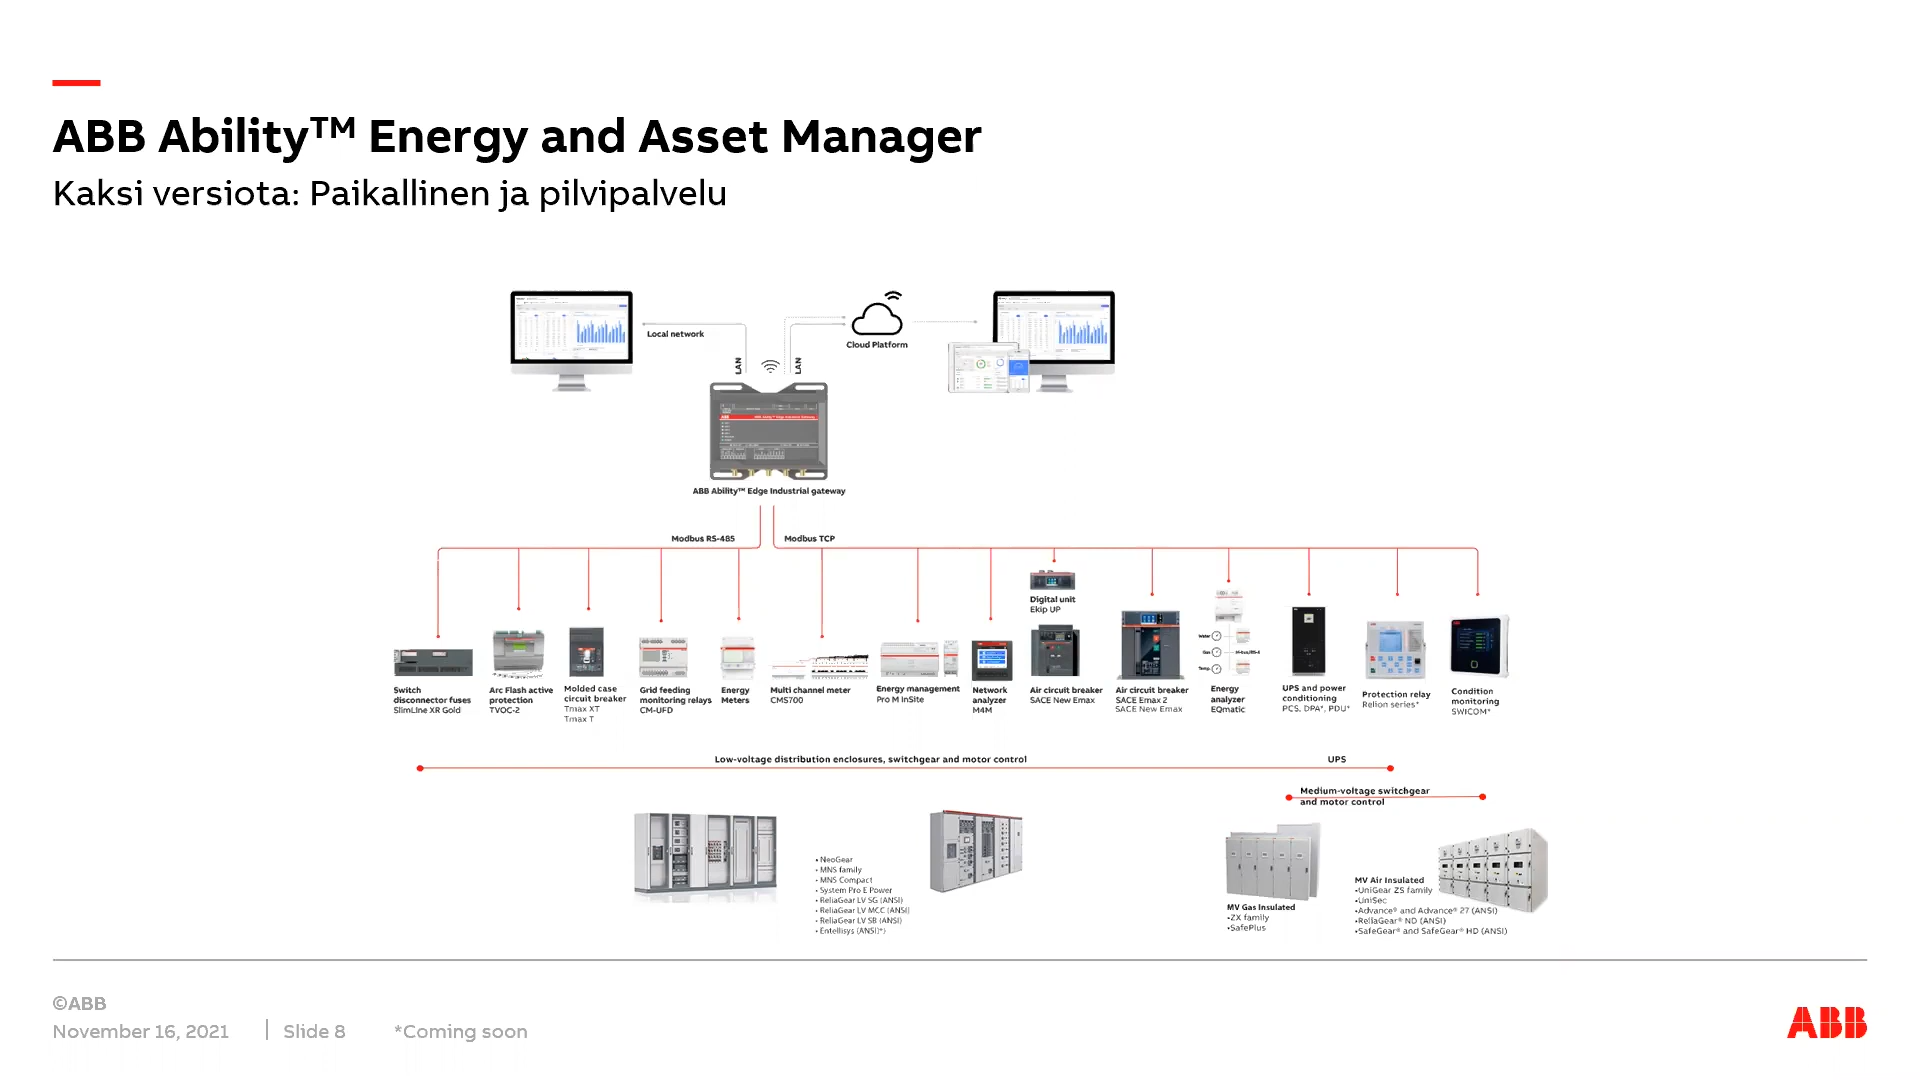 ABB Ability™ Energy and Asset Manager
Kaksi versiota: Paikallinen ja pilvipalvelu
Local network
LAN
LAN
Cloud Platform
ABB Ability™ Edge Industrial gateway
Modbus RS-485
Modbus TCP
Switch
disconnector fuses
SlimLine XR Gold
Arc Flash active
protection
TVOC-2
Molded case
circuit breaker
Tmax XT
Tmax T
Grid feeding
monitoring relays
CM-UFD
Energy
Meters
Multi channel meter
CMS700
Energy management
Pro M InSite
Network
analyzer
M4M
Digital unit
Ekip UP
Air circuit breaker
SACE New Emax
Air circuit breaker
SACE Emax 2
SACE New Emax
Water
Gas
Temp.
Energy
analyzer
EQmatic
UPS and power
conditioning
PCS, DPA*, PDU*
Protection relay
Relion series*
Condition
monitoring
SWICOM*
Low-voltage distribution enclosures, switchgear and motor control
UPS
Medium-voltage switchgear
and motor control
• NeoGear
• MNS family
• MNS Compact
• System Pro E Power
• ReliaGear LV SG (ANSI)
• ReliaGear LV MCC (ANSI)
• ReliaGear LV SB (ANSI)
• Entellisys (ANSI)*)
MV Gas Insulated
•ZX family
•SafePlus
MV Air Insulated
•UniGear ZS family
•UniSec
•Advance® and Advance® 27 (ANSI)
•ReliaGear® ND (ANSI)
•SafeGear® and SafeGear® HD (ANSI)
©ABB
November 16, 2021
Slide 8
*Coming soon
ABB